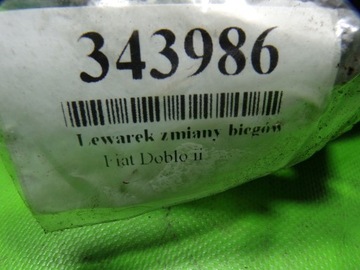 343986
Lewarek zmiany biegów
Fiat Doblo II